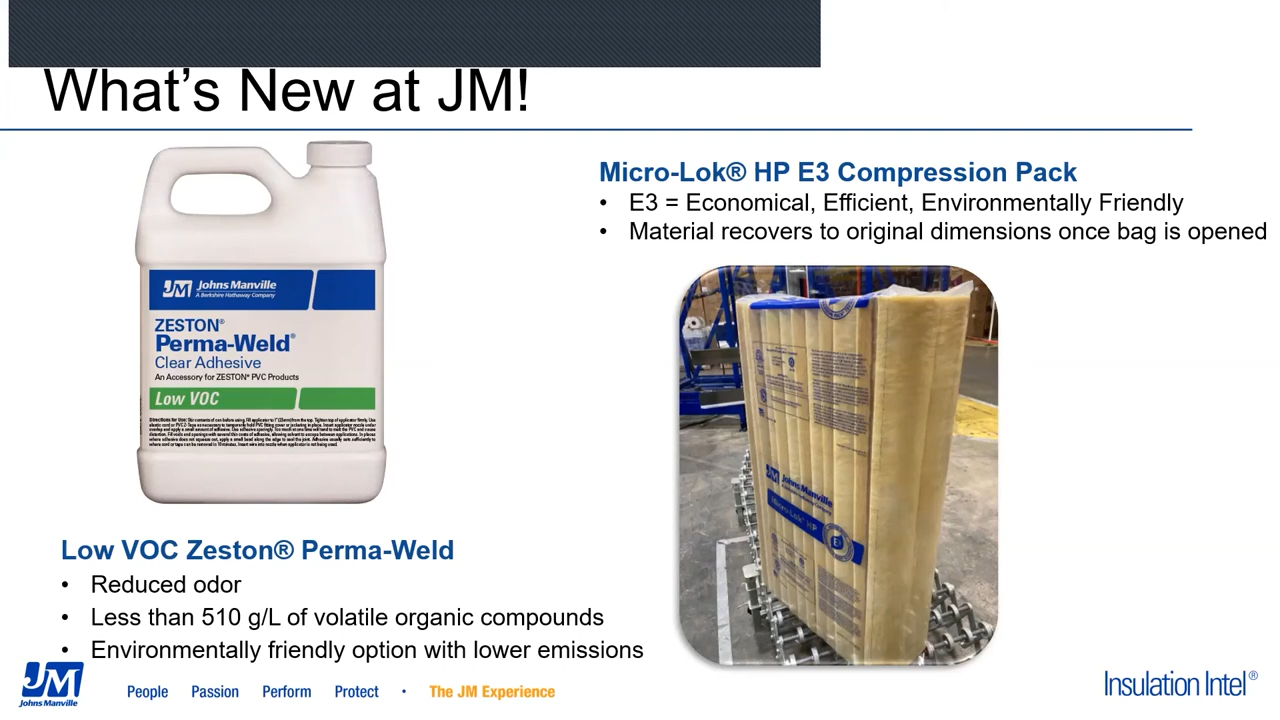 What's New at JM!
JM Johns Manville
A Berkshire Hathaway Company
ZESTON®
Perma-Weld®
Clear Adhesive
An Accessory for ZESTON® PVC Products
Low VOC
Low VOC Zeston® Perma-Weld
• Reduced odor
• Less than 510 g/L of volatile organic compounds
• Environmentally friendly option with lower emissions
Micro-Lok® HP E3 Compression Pack
• E3 = Economical, Efficient, Environmentally Friendly
• Material recovers to original dimensions once bag is opened
JM Johns Manville
Micro-Lok® HP
E3
JM
Johns Manville
People Passion Perform Protect • The JM Experience
Insulation Intel®